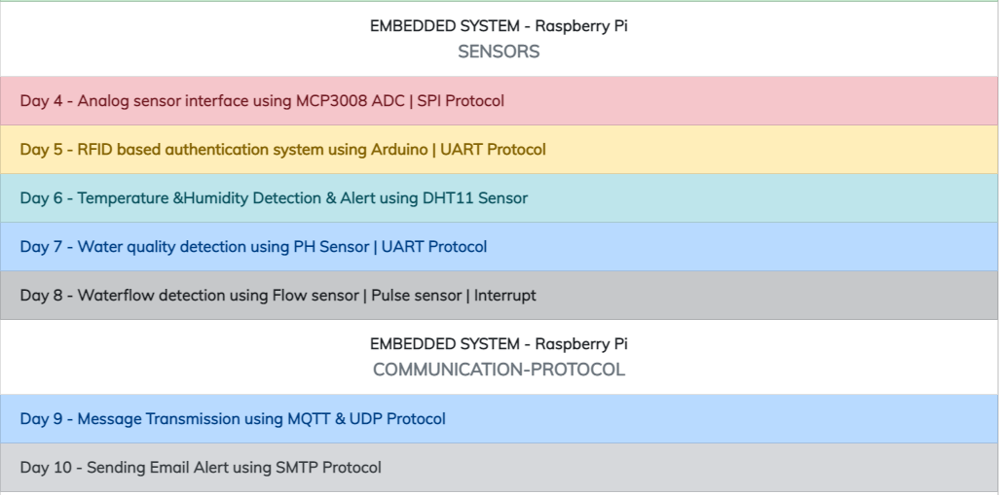 EMBEDDED SYSTEM - Raspberry Pi
SENSORS
Day 4 - Analog sensor interface using MCP3008 ADC | SPI Protocol
Day 5 - RFID based authentication system using Arduino | UART Protocol
Day 6 - Temperature &Humidity Detection & Alert using DHT11 Sensor
Day 7 - Water quality detection using PH Sensor | UART Protocol
Day 8 - Waterflow detection using Flow sensor | Pulse sensor | Interrupt
EMBEDDED SYSTEM - Raspberry Pi
COMMUNICATION-PROTOCOL
Day 9 - Message Transmission using MQTT & UDP Protocol
Day 10 - Sending Email Alert using SMTP Protocol